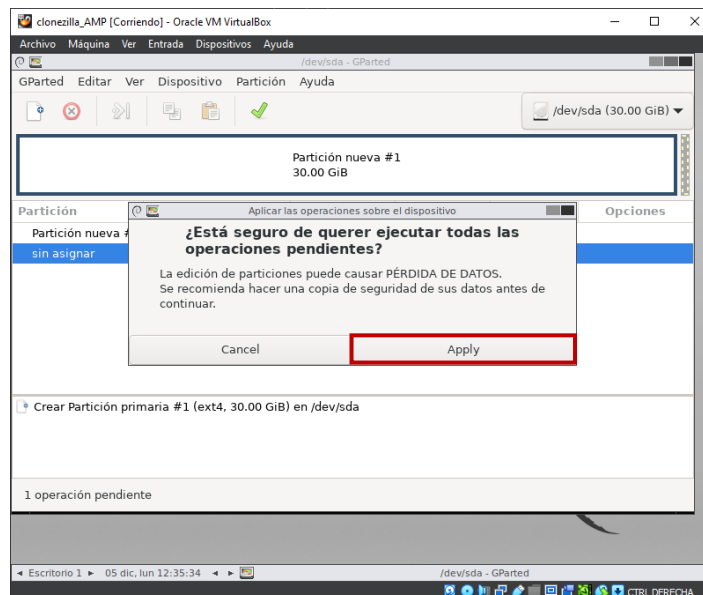 clonezilla_AMP [Corriendo] - Oracle VM VirtualBox
Archivo Máquina Ver Entrada Dispositivos Ayuda
/dev/sda - GParted
GParted Editar Ver Dispositivo Partición Ayuda
/dev/sda (30.00 GiB)
Partición nueva #1
30.00 GiB
Partición Opciones
Aplicar las operaciones sobre el dispositivo
Partición nueva #
sin asignar
¿Está seguro de querer ejecutar todas las
operaciones pendientes?
La edición de particiones puede causar PÉRDIDA DE DATOS.
Se recomienda hacer una copia de seguridad de sus datos antes de
continuar.
Cancel Apply
Crear Partición primaria #1 (ext4, 30.00 GiB) en /dev/sda
1 operación pendiente
Escritorio 1 05 dic, lun 12:35:34 /dev/sda - GParted
CTRL DERECHA